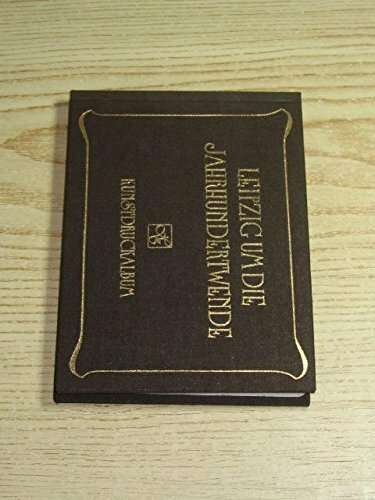 LEIPZIG UM DIE
JAHRHUNDERTWENDE
KUNSTDRUCKALBUM